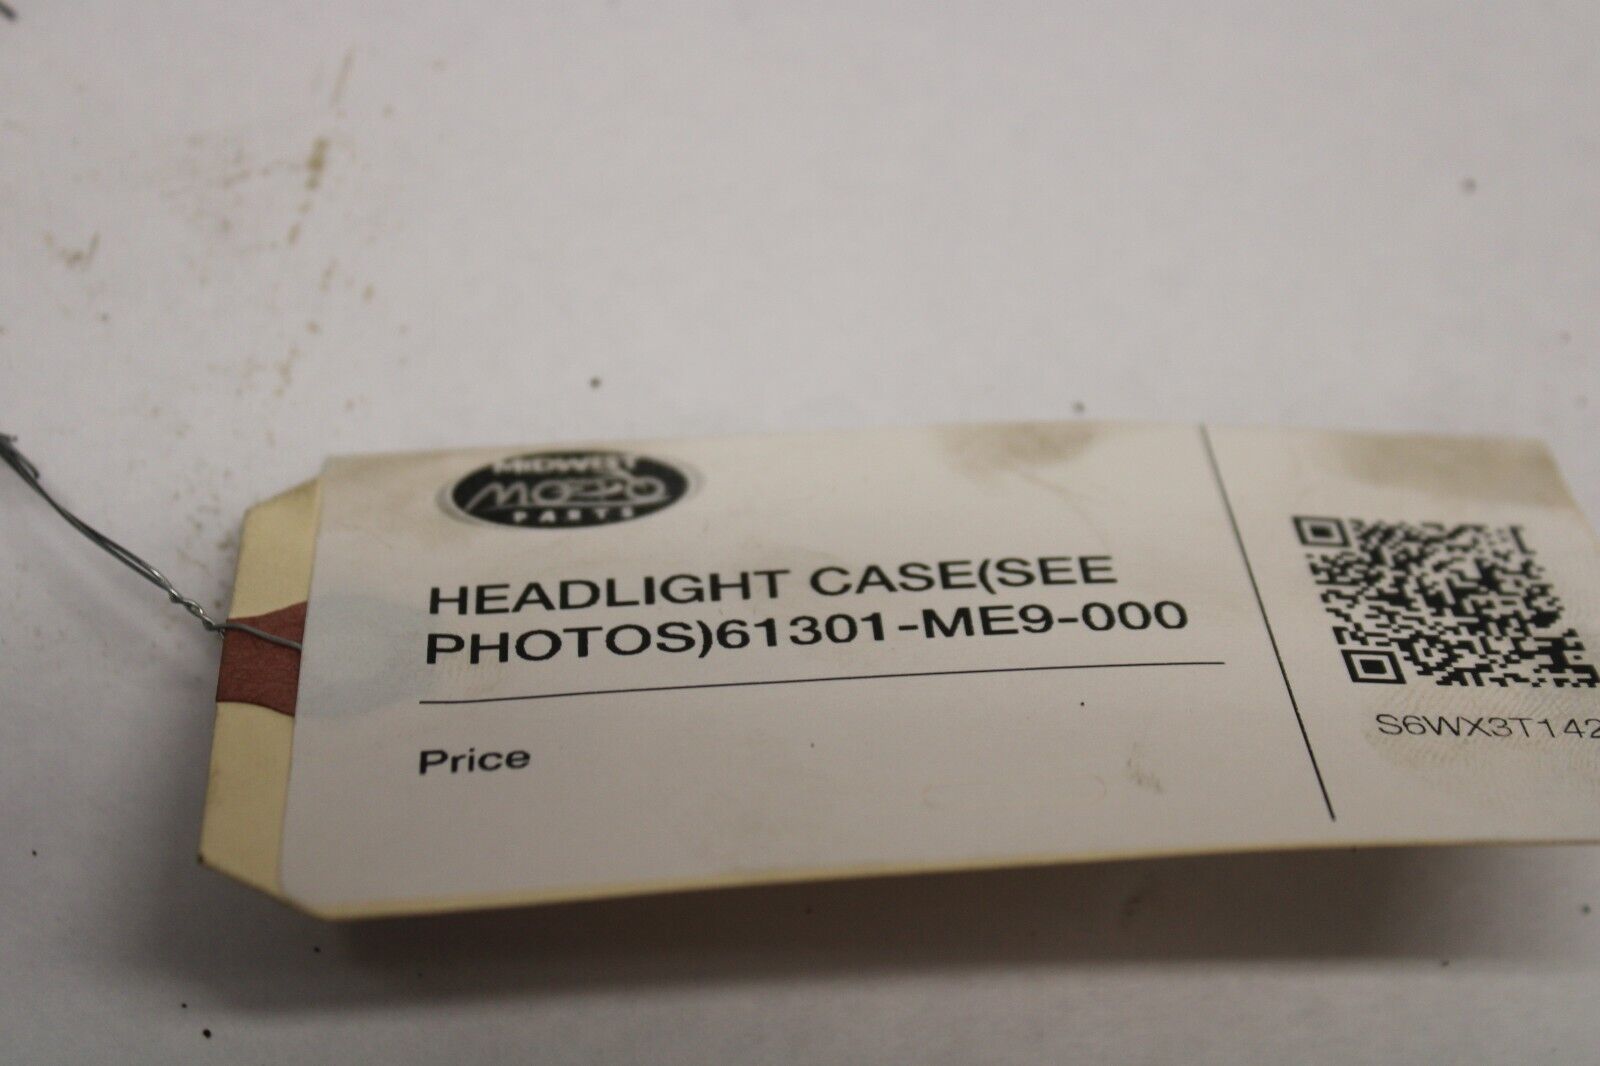 MIDWEST
MOTO
PARTS
HEADLIGHT CASE(SEE
PHOTOS)61301-ME9-000
Price
S6WX3T142